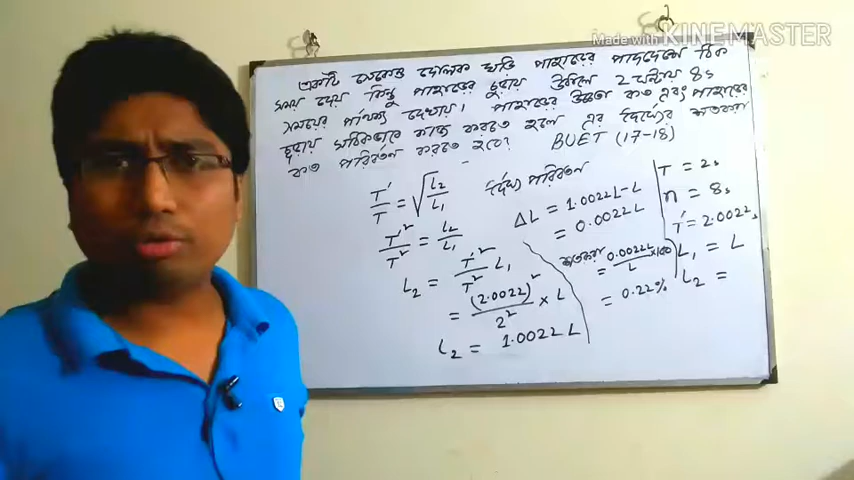 Made with KINEMASTER
একটি সেকেন্ড দোলক ঘড়ি পাহাড়ের পাদদেশে ঠিক
সময় দেয় কিন্তু পাহাড়ের চূড়ায় উঠালে 2 ঘন্টায় 8s
সময়ের পার্থক্য দেখায়। পাহাড়ের উচ্চতা কত এবং পাহাড়ের
চূড়ায় সঠিকভাবে কাজ করতে হলে এর দৈর্ঘ্যের শতকরা
কত পরিবর্তন করতে হবে? BUET (17-18)
T'/T = √(L₂/L₁)
T'²/T² = L₂/L₁
L₂ = T'²/T² L₁
= (2.0022)²/2² × L
L₂ = 1.0022 L
দৈর্ঘ্য পরিবর্তন
ΔL = 1.0022L - L
= 0.0022L
শতকরা = 0.0022L/L × 100
= 0.22%
T = 2s
n = 8s
T' = 2.0022s
L₁ = L
L₂ =